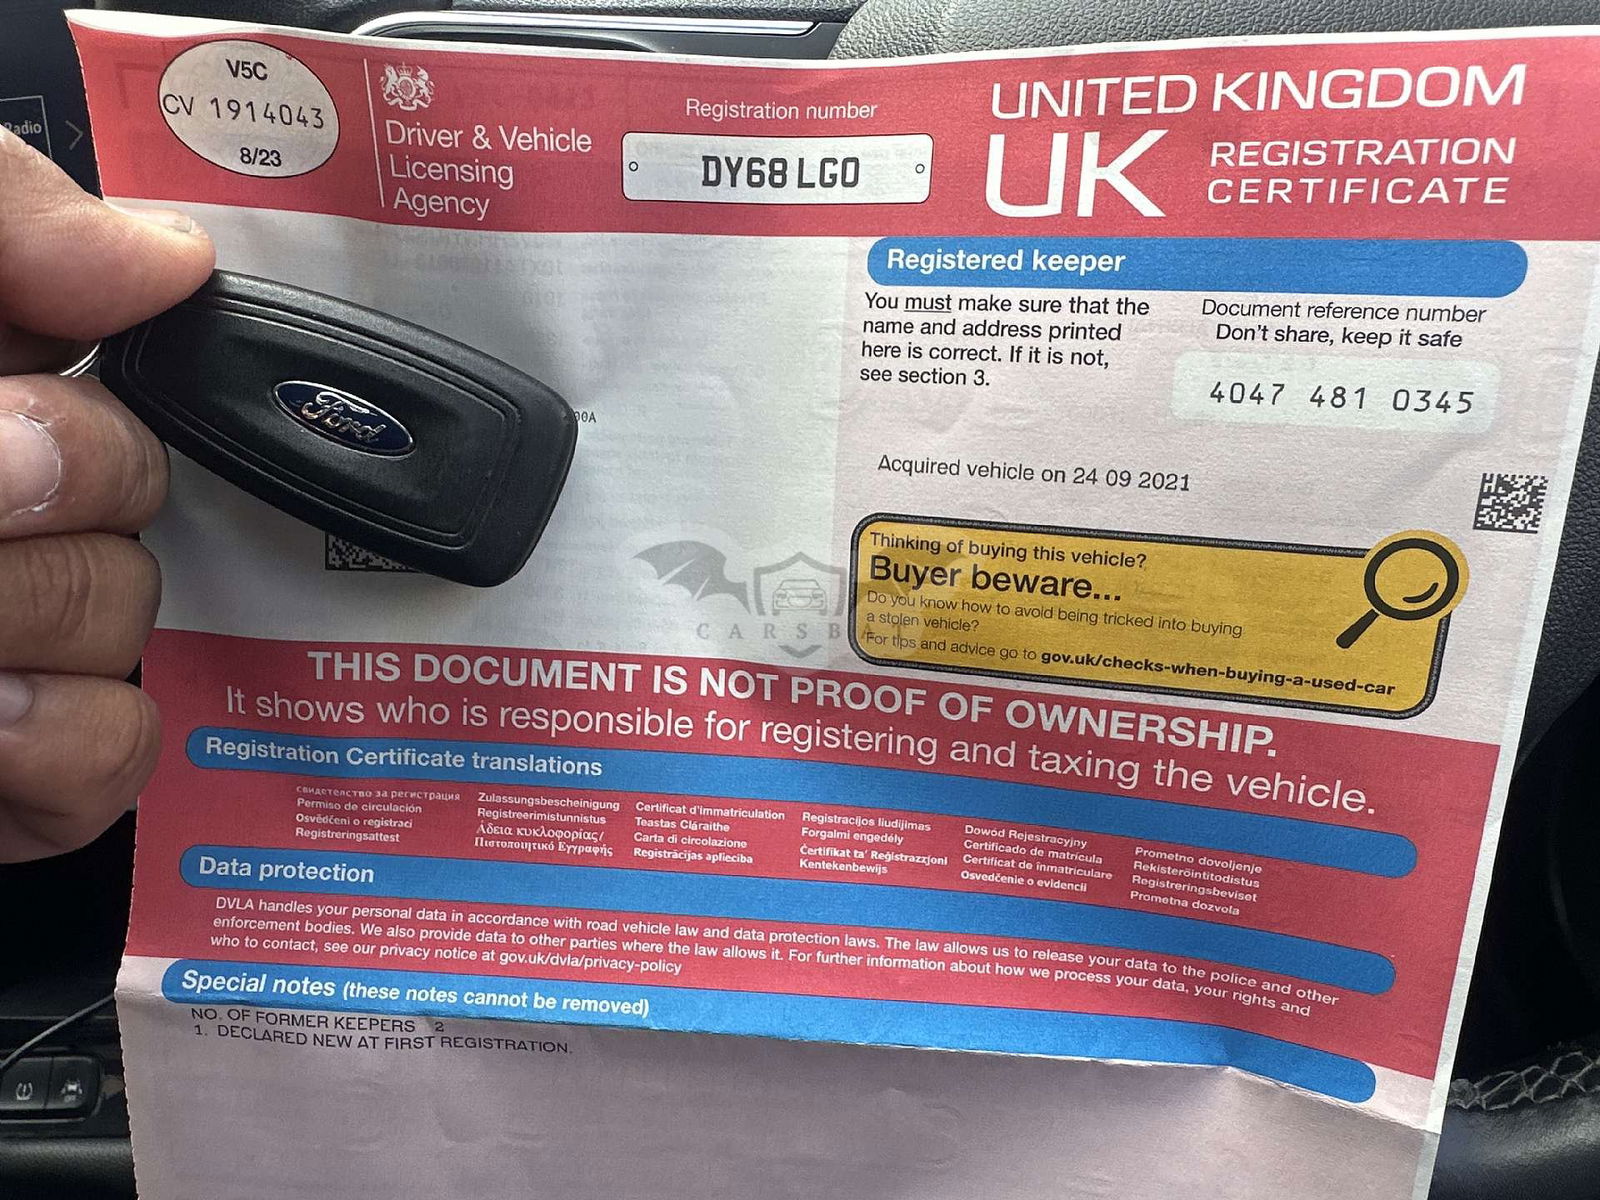 Radio
V5C
CV 1914043
8/23
Driver & Vehicle
Licensing
Agency
Registration number
DY68 LGO
UNITED KINGDOM
UK
REGISTRATION
CERTIFICATE
Registered keeper
You must make sure that the
name and address printed
here is correct. If it is not,
see section 3.
Document reference number
Don't share, keep it safe
4047 481 0345
Ford
00A
Acquired vehicle on 24 09 2021
Thinking of buying this vehicle?
Buyer beware...
Do you know how to avoid being tricked into buying
a stolen vehicle?
For tips and advice go to gov.uk/checks-when-buying-a-used-car
THIS DOCUMENT IS NOT PROOF OF OWNERSHIP.
It shows who is responsible for registering and taxing the vehicle.
Registration Certificate translations
Свидетелство за регистрация
Permiso de circulación
Osvědčení o registraci
Registreringsattest
Zulassungsbescheinigung
Registreerimistunnistus
Άδεια κυκλοφορίας/
Πιστοποιητικό Εγγραφής
Certificat d'immatriculation
Teastas Cláraithe
Carta di circolazione
Reģistrācijas apliecība
Registracijos liudijimas
Forgalmi engedély
Ċertifikat ta' Reġistrazzjoni
Kentekenbewijs
Dowód Rejestracyjny
Certificado de matrícula
Certificat de înmatriculare
Osvedčenie o evidencii
Prometno dovoljenje
Rekisteröintitodistus
Registreringsbeviset
Prometna dozvola
Data protection
DVLA handles your personal data in accordance with road vehicle law and data protection laws. The law allows us to release your data to the police and other
enforcement bodies. We also provide data to other parties where the law allows it. For further information about how we process your data, your rights and
who to contact, see our privacy notice at gov.uk/dvla/privacy-policy
Special notes (these notes cannot be removed)
NO. OF FORMER KEEPERS 2
1. DECLARED NEW AT FIRST REGISTRATION.